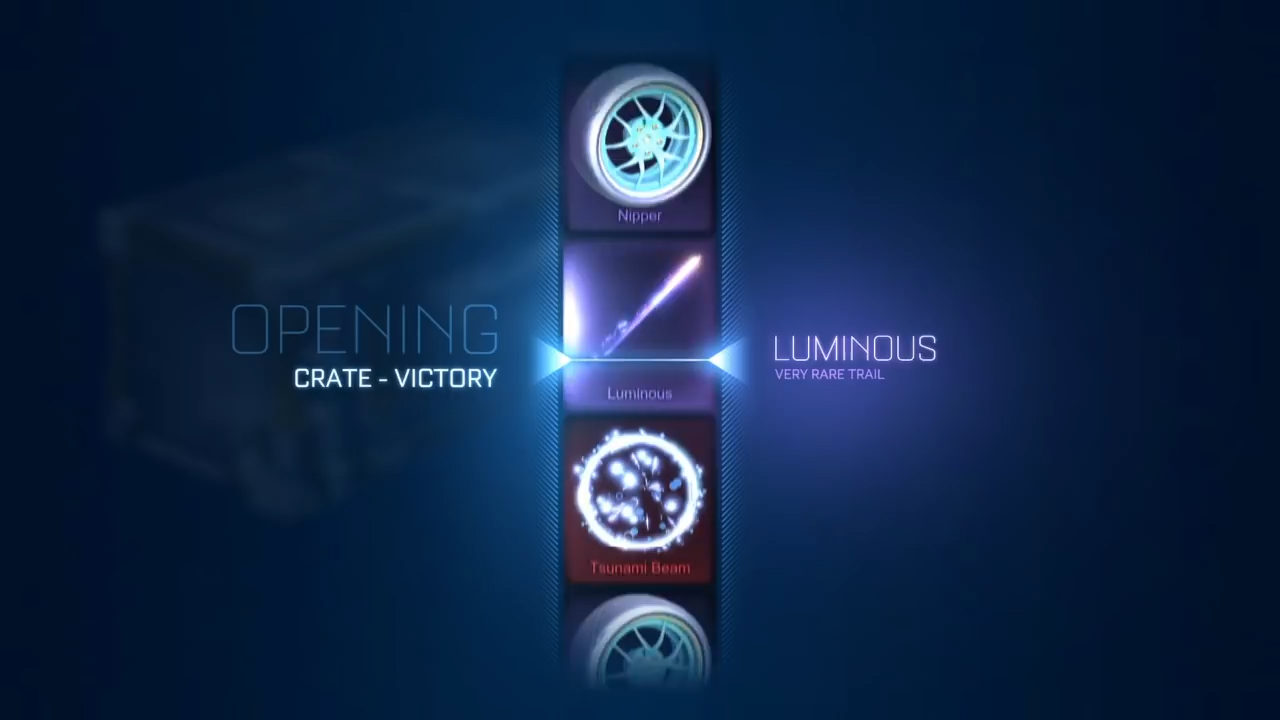 Nipper
OPENING
CRATE - VICTORY
LUMINOUS
VERY RARE TRAIL
Luminous
Tsunami Beam